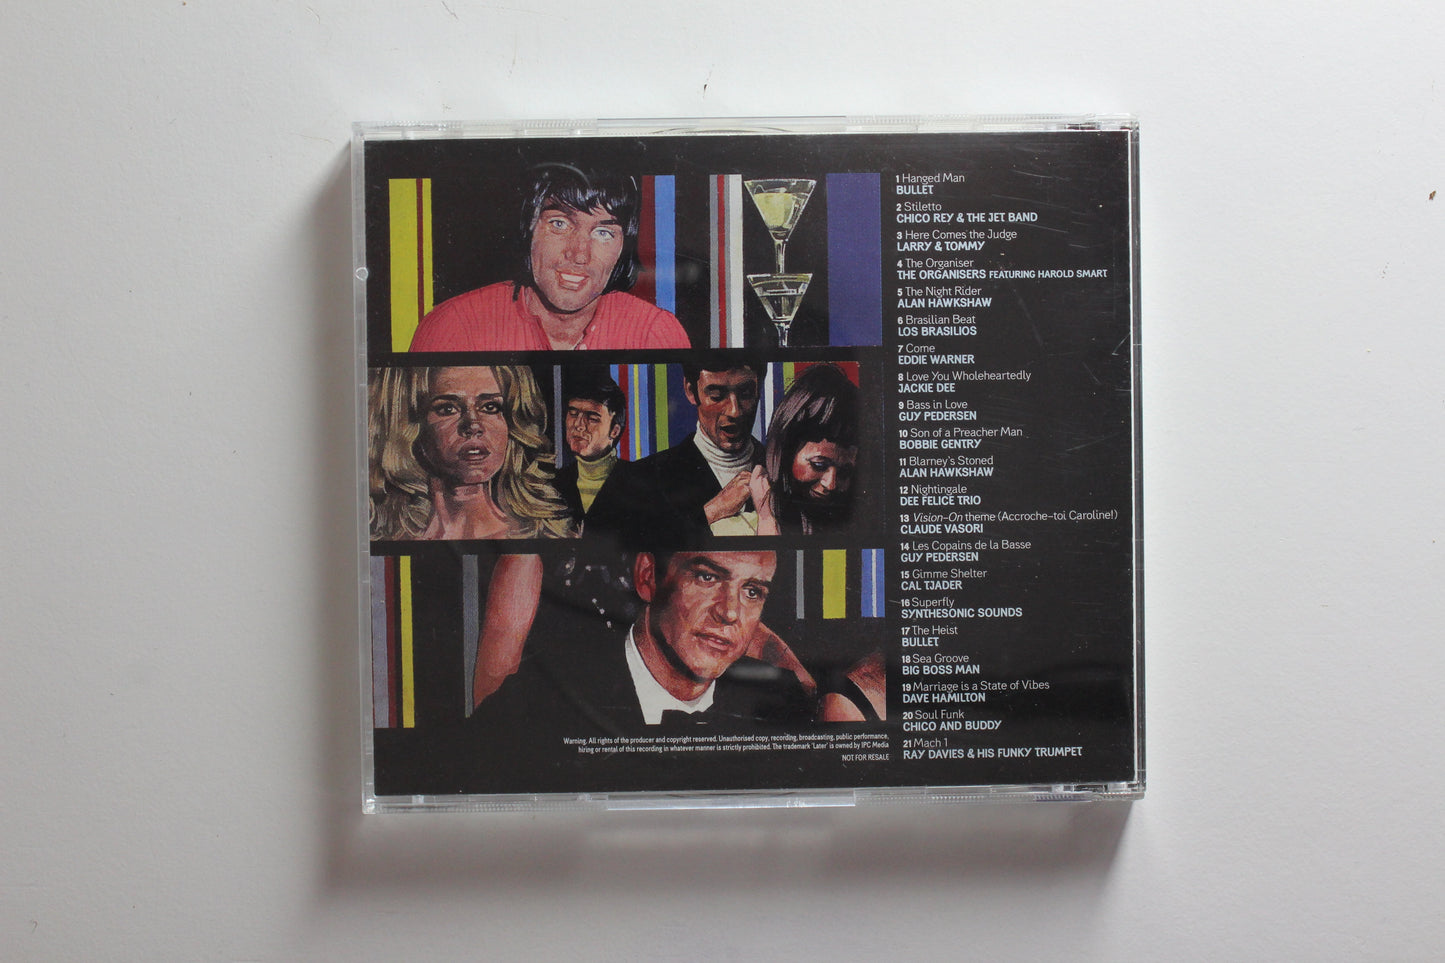 1 Hanged Man
BULLET
2 Stiletto
CHICO REY & THE JET BAND
3 Here Comes the Judge
LARRY & TOMMY
4 The Organiser
THE ORGANISERS FEATURING HAROLD SMART
5 The Night Rider
ALAN HAWKSHAW
6 Brasilian Beat
LOS BRASILIOS
7 Come
EDDIE WARNER
8 Love You Wholeheartedly
JACKIE DEE
9 Bass in Love
GUY PEDERSEN
10 Son of a Preacher Man
BOBBIE GENTRY
11 Blarney's Stoned
ALAN HAWKSHAW
12 Nightingale
DEE FELICE TRIO
13 Vision–On theme (Accroche–toi Caroline!)
CLAUDE VASORI
14 Les Copains de la Basse
GUY PEDERSEN
15 Gimme Shelter
CAL TJADER
16 Superfly
SYNTHESONIC SOUNDS
17 The Heist
BULLET
18 Sea Groove
BIG BOSS MAN
19 Marriage is a State of Vibes
DAVE HAMILTON
20 Soul Funk
CHICO AND BUDDY
21 Mach 1
RAY DAVIES & HIS FUNKY TRUMPET
Warning. All rights of the producer and copyright reserved. Unauthorised copy, recording, broadcasting, public performance,
hiring or rental of this recording in whatever manner is strictly prohibited. The trademark 'Later' is owned by IPC Media
NOT FOR RESALE